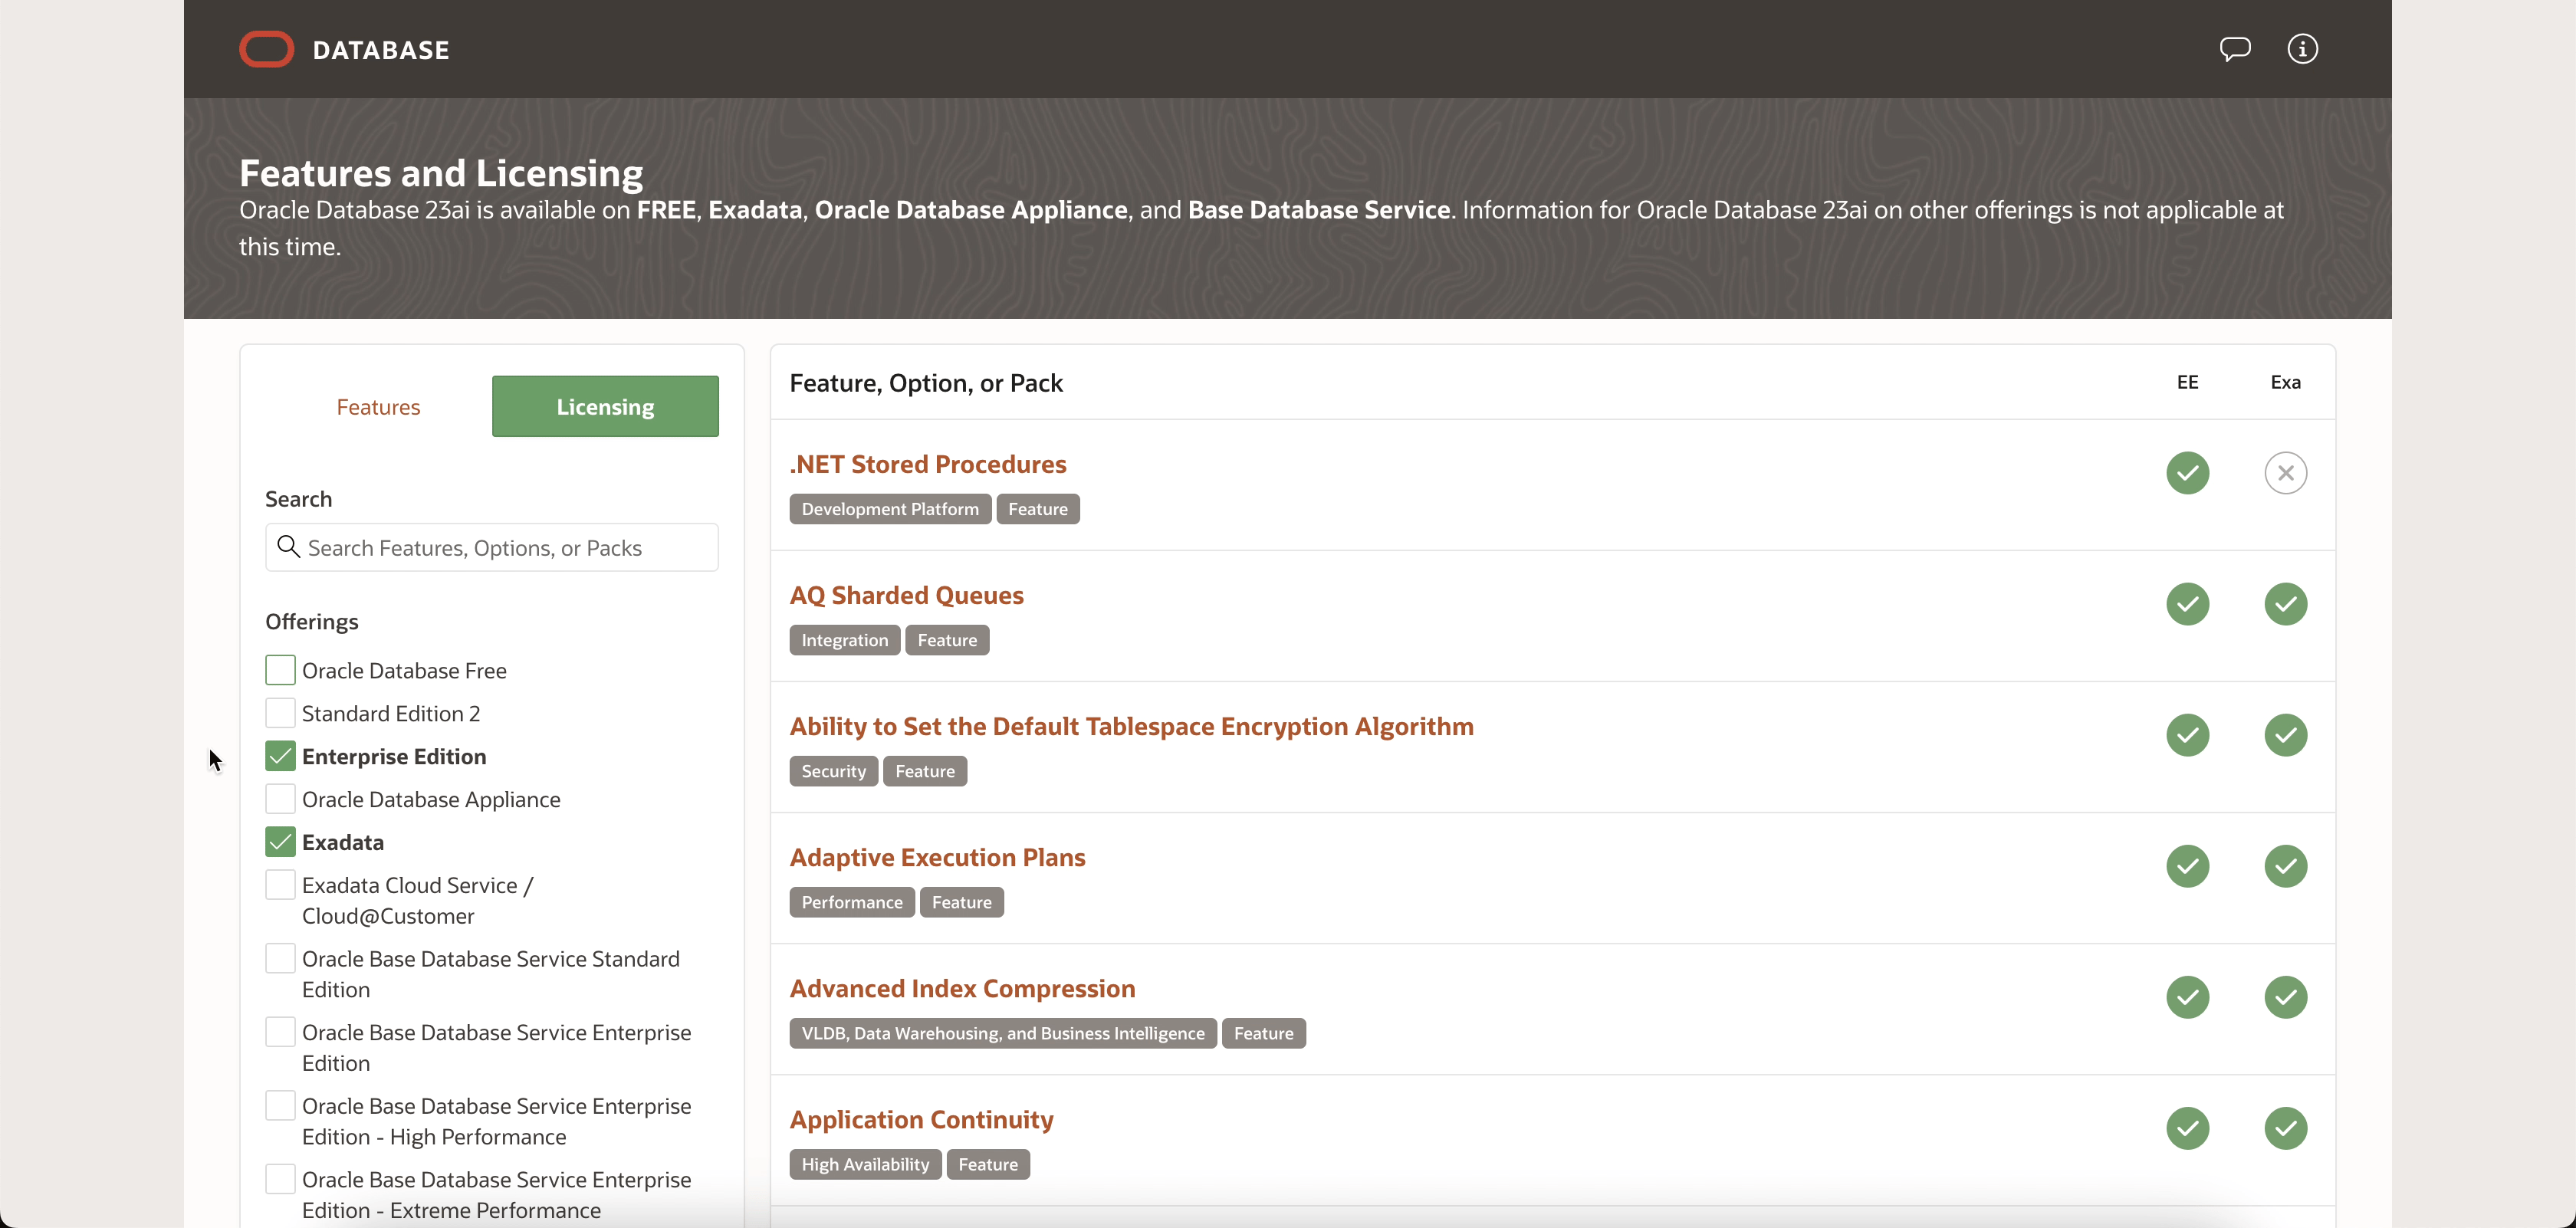 DATABASE
Features and Licensing
Oracle Database 23ai is available on FREE, Exadata, Oracle Database Appliance, and Base Database Service. Information for Oracle Database 23ai on other offerings is not applicable at
this time.
Features
Licensing
Search
Search Features, Options, or Packs
Offerings
Oracle Database Free
Standard Edition 2
Enterprise Edition
Oracle Database Appliance
Exadata
Exadata Cloud Service /
Cloud@Customer
Oracle Base Database Service Standard
Edition
Oracle Base Database Service Enterprise
Edition
Oracle Base Database Service Enterprise
Edition - High Performance
Oracle Base Database Service Enterprise
Edition - Extreme Performance
Feature, Option, or Pack
EE
Exa
.NET Stored Procedures
Development Platform
Feature
AQ Sharded Queues
Integration
Feature
Ability to Set the Default Tablespace Encryption Algorithm
Security
Feature
Adaptive Execution Plans
Performance
Feature
Advanced Index Compression
VLDB, Data Warehousing, and Business Intelligence
Feature
Application Continuity
High Availability
Feature